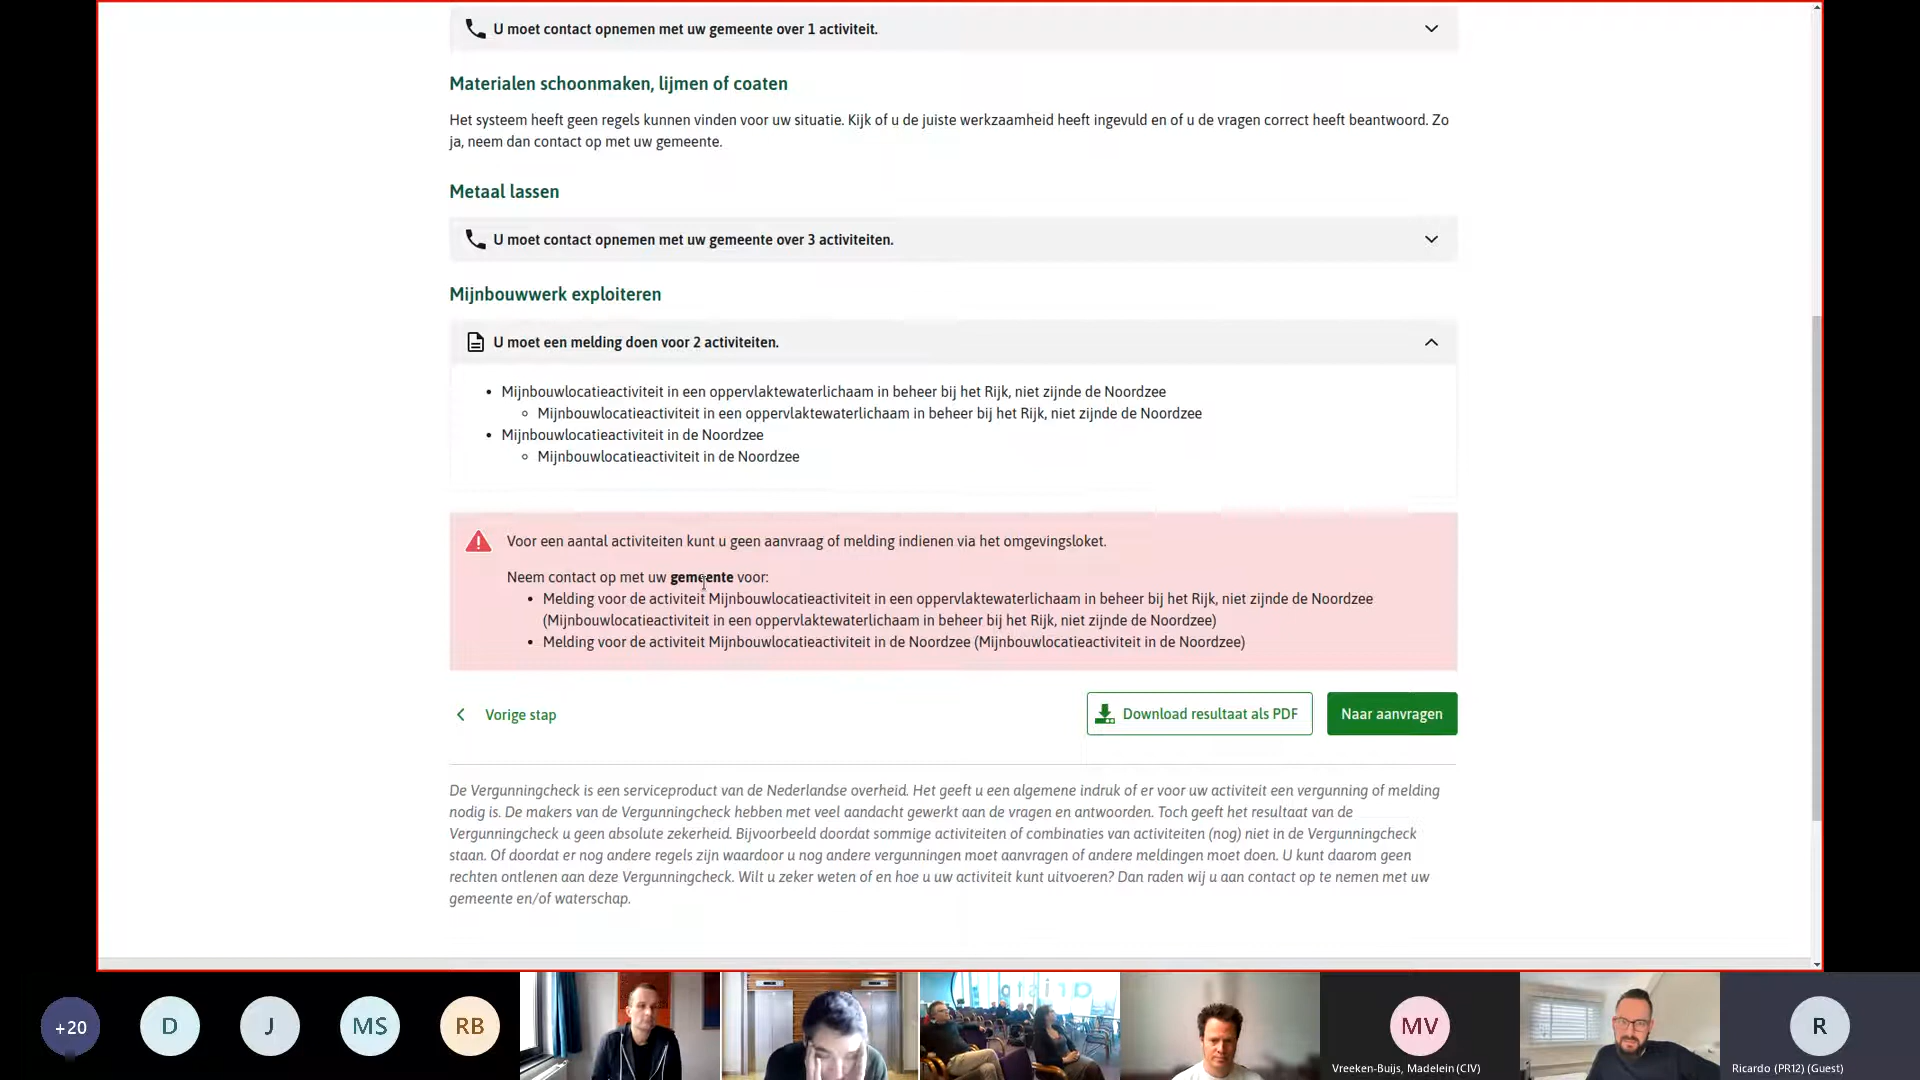 U moet contact opnemen met uw gemeente over 1 activiteit.
Materialen schoonmaken, lijmen of coaten
Het systeem heeft geen regels kunnen vinden voor uw situatie. Kijk of u de juiste werkzaamheid heeft ingevuld en of u de vragen correct heeft beantwoord. Zo
ja, neem dan contact op met uw gemeente.
Metaal lassen
U moet contact opnemen met uw gemeente over 3 activiteiten.
Mijnbouwwerk exploiteren
U moet een melding doen voor 2 activiteiten.
Mijnbouwlocatieactiviteit in een oppervlaktewaterlichaam in beheer bij het Rijk, niet zijnde de Noordzee
Mijnbouwlocatieactiviteit in een oppervlaktewaterlichaam in beheer bij het Rijk, niet zijnde de Noordzee
Mijnbouwlocatieactiviteit in de Noordzee
Mijnbouwlocatieactiviteit in de Noordzee
Voor een aantal activiteiten kunt u geen aanvraag of melding indienen via het omgevingsloket.
Neem contact op met uw gemeente voor:
Melding voor de activiteit Mijnbouwlocatieactiviteit in een oppervlaktewaterlichaam in beheer bij het Rijk, niet zijnde de Noordzee
(Mijnbouwlocatieactiviteit in een oppervlaktewaterlichaam in beheer bij het Rijk, niet zijnde de Noordzee)
Melding voor de activiteit Mijnbouwlocatieactiviteit in de Noordzee (Mijnbouwlocatieactiviteit in de Noordzee)
Vorige stap
Download resultaat als PDF
Naar aanvragen
De Vergunningcheck is een serviceproduct van de Nederlandse overheid. Het geeft u een algemene indruk of er voor uw activiteit een vergunning of melding
nodig is. De makers van de Vergunningcheck hebben met veel aandacht gewerkt aan de vragen en antwoorden. Toch geeft het resultaat van de
Vergunningcheck u geen absolute zekerheid. Bijvoorbeeld doordat sommige activiteiten of combinaties van activiteiten (nog) niet in de Vergunningcheck
staan. Of doordat er nog andere regels zijn waardoor u nog andere vergunningen moet aanvragen of andere meldingen moet doen. U kunt daarom geen
rechten ontlenen aan deze Vergunningcheck. Wilt u zeker weten of en hoe u uw activiteit kunt uitvoeren? Dan raden wij u aan contact op te nemen met uw
gemeente en/of waterschap.
+20
D
J
MS
RB
MV
Vreeken-Buijs, Madelein (CIV)
R
Ricardo (PR12) (Guest)